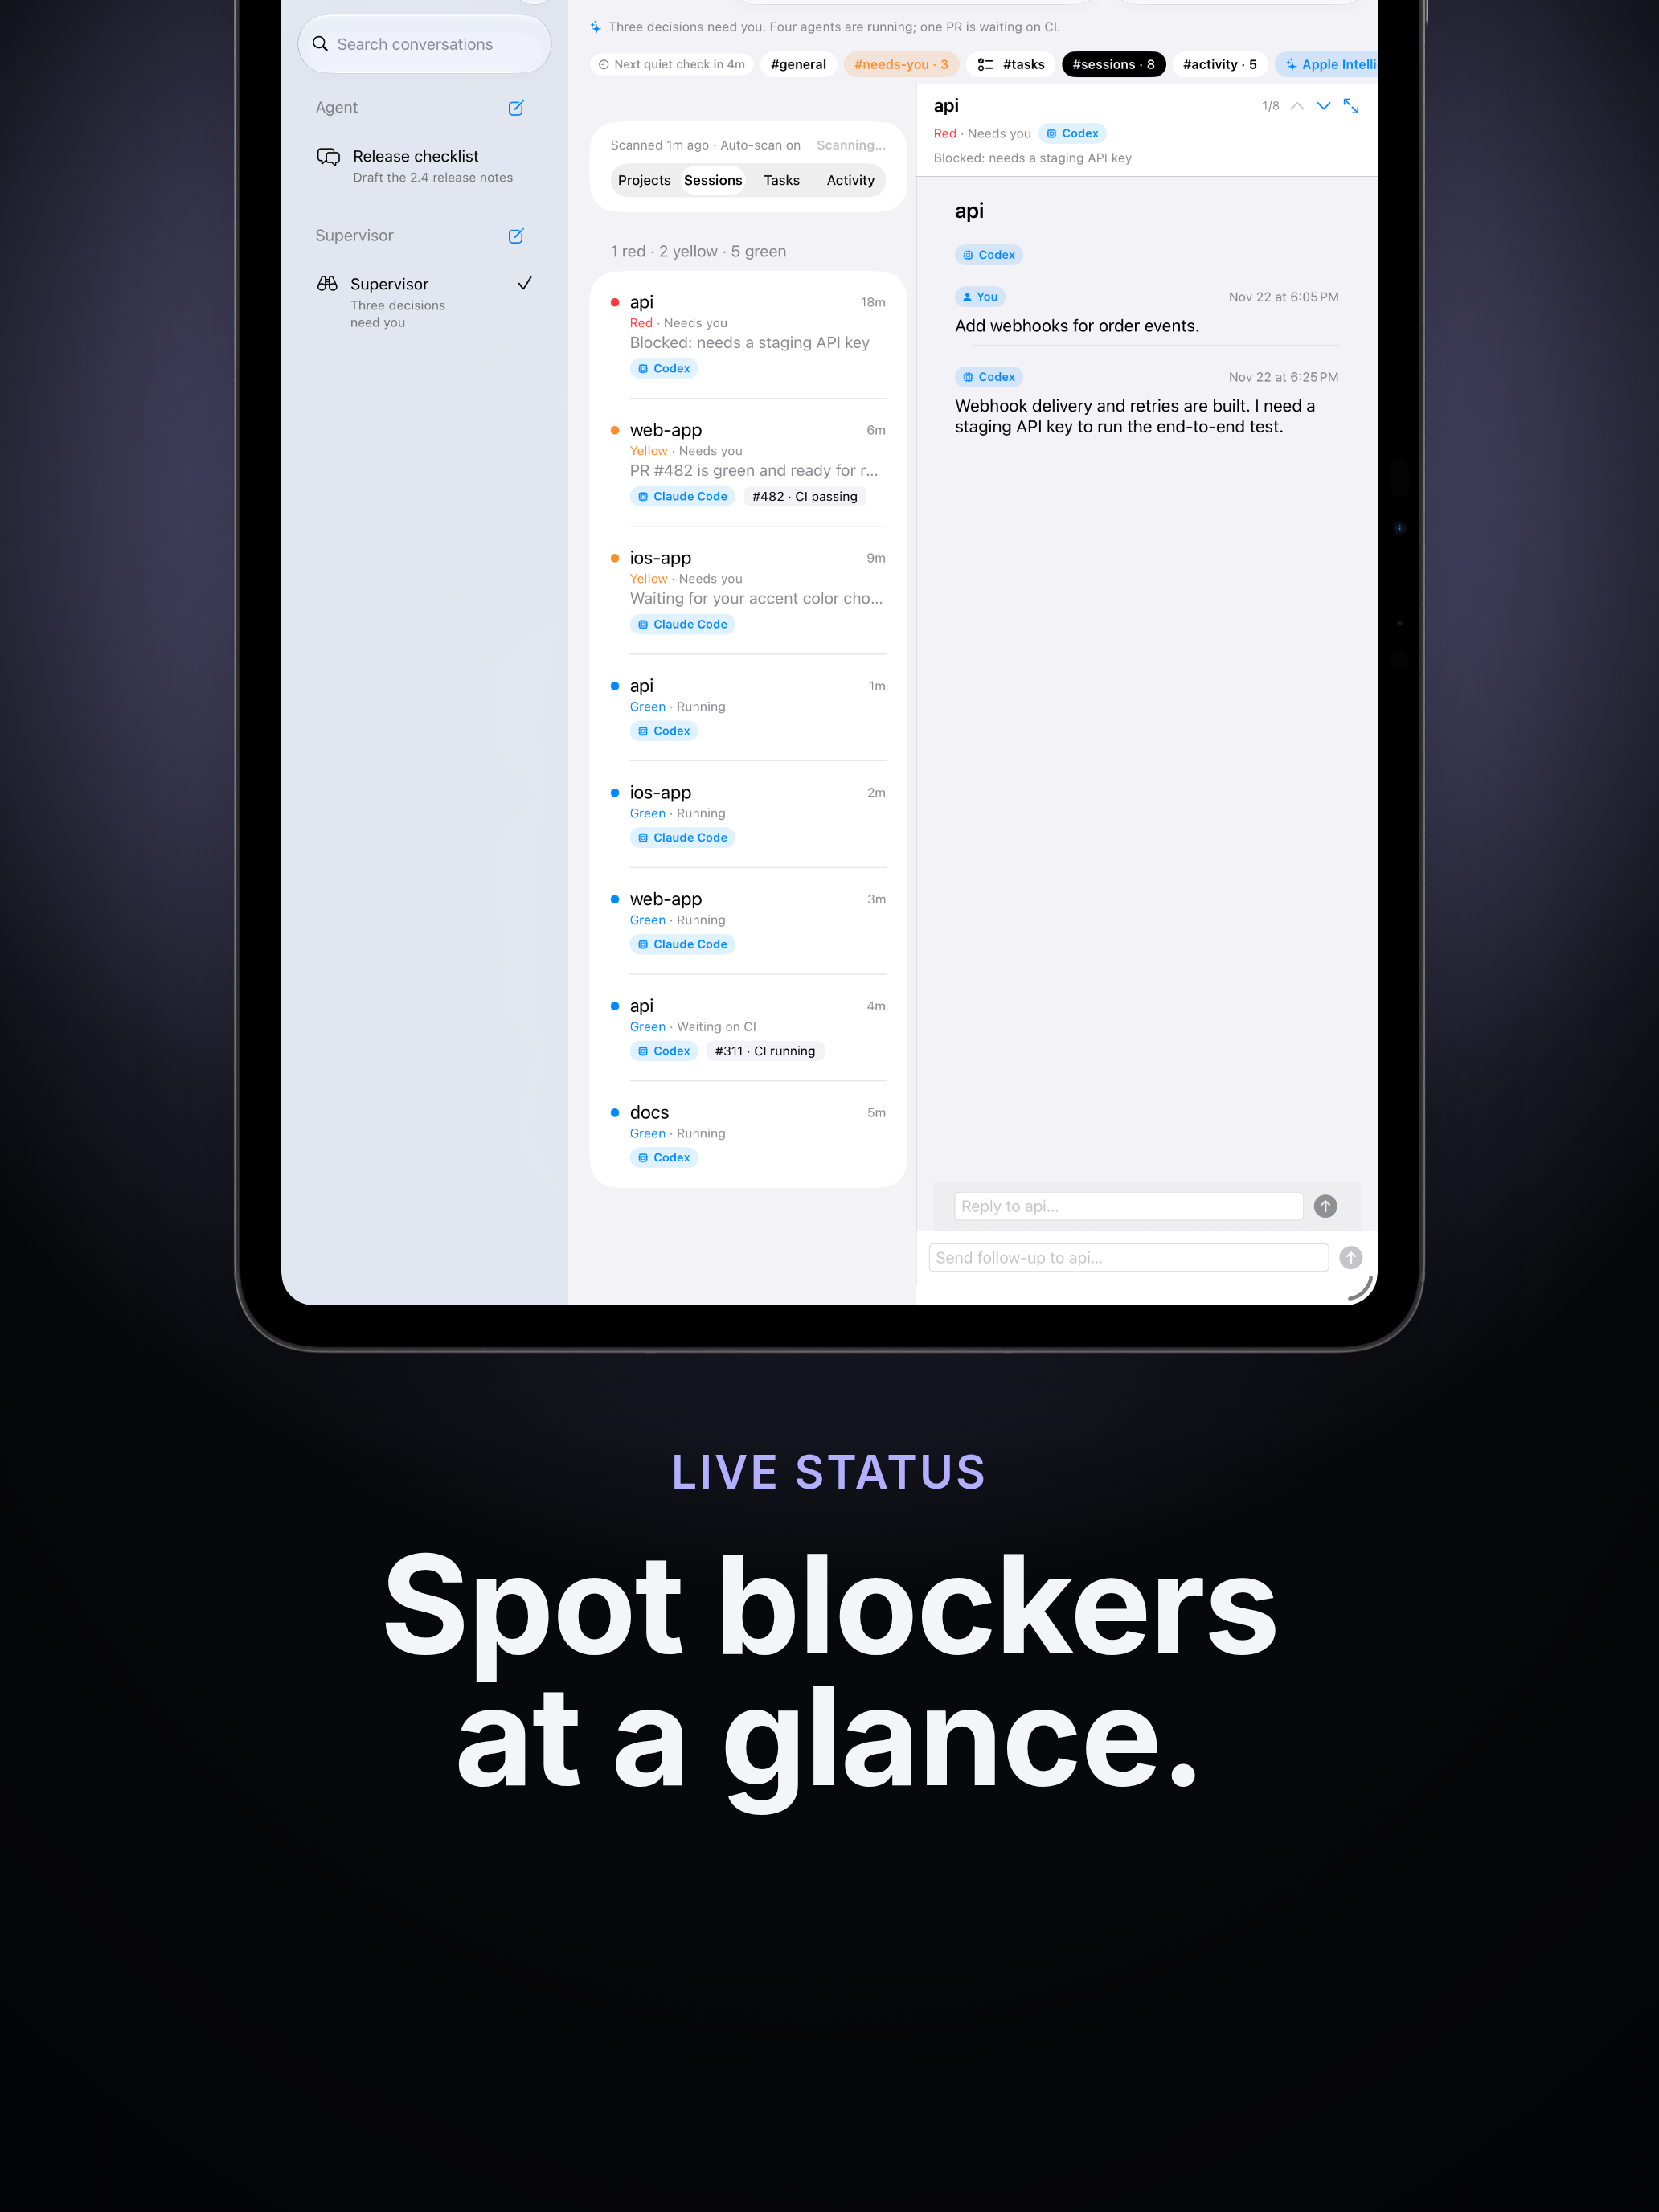 Search conversations
Agent
Release checklist
Draft the 2.4 release notes
Supervisor
Supervisor
Three decisions
need you
Three decisions need you. Four agents are running; one PR is waiting on CI.
Next quiet check in 4m
#general
#needs-you · 3
#tasks
#sessions · 8
#activity · 5
Apple Intelli
Scanned 1m ago · Auto-scan on
Scanning...
Projects
Sessions
Tasks
Activity
1 red · 2 yellow · 5 green
api
18m
Red · Needs you
Blocked: needs a staging API key
Codex
web-app
6m
Yellow · Needs you
PR #482 is green and ready for r...
Claude Code
#482 · CI passing
ios-app
9m
Yellow · Needs you
Waiting for your accent color cho...
Claude Code
api
1m
Green · Running
Codex
ios-app
2m
Green · Running
Claude Code
web-app
3m
Green · Running
Claude Code
api
4m
Green · Waiting on CI
Codex
#311 · CI running
docs
5m
Green · Running
Codex
api
1/8
Red · Needs you
Codex
Blocked: needs a staging API key
api
Codex
You
Nov 22 at 6:05 PM
Add webhooks for order events.
Codex
Nov 22 at 6:25 PM
Webhook delivery and retries are built. I need a
staging API key to run the end-to-end test.
Reply to api...
Send follow-up to api...
LIVE STATUS
Spot blockers
at a glance.